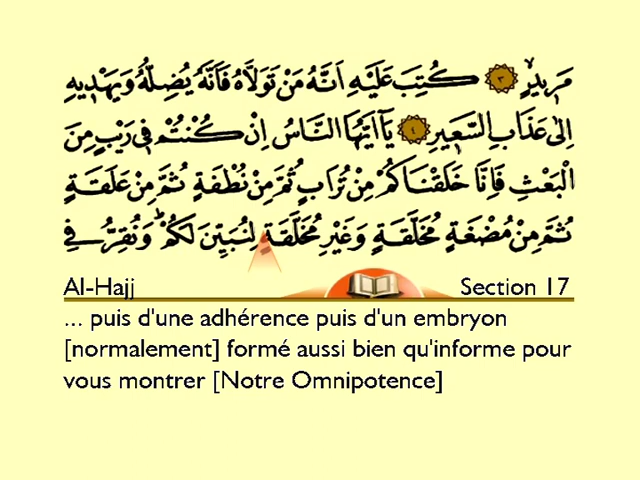 مَرٖيدٍۙ ﴿٣﴾ كُتِبَ عَلَيْهِ اَنَّهُ مَنْ تَوَلَّاهُ فَاَنَّهُ يُضِلُّهُ وَيَهْدٖيهِ
اِلٰى عَذَابِ السَّعٖيرِ ﴿٤﴾ يَٓا اَيُّهَا النَّاسُ اِنْ كُنْتُمْ فٖي رَيْبٍ مِنَ
الْبَعْثِ فَاِنَّا خَلَقْنَاكُمْ مِنْ تُرَابٍ ثُمَّ مِنْ نُطْفَةٍ ثُمَّ مِنْ عَلَقَةٍ
ثُمَّ مِنْ مُضْغَةٍ مُخَلَّقَةٍ وَغَيْرِ مُخَلَّقَةٍ لِنُبَيِّنَ لَكُمْۜ وَنُقِرُّ فِي
Al-Hajj Section 17
... puis d'une adhérence puis d'un embryon
[normalement] formé aussi bien qu'informe pour
vous montrer [Notre Omnipotence]